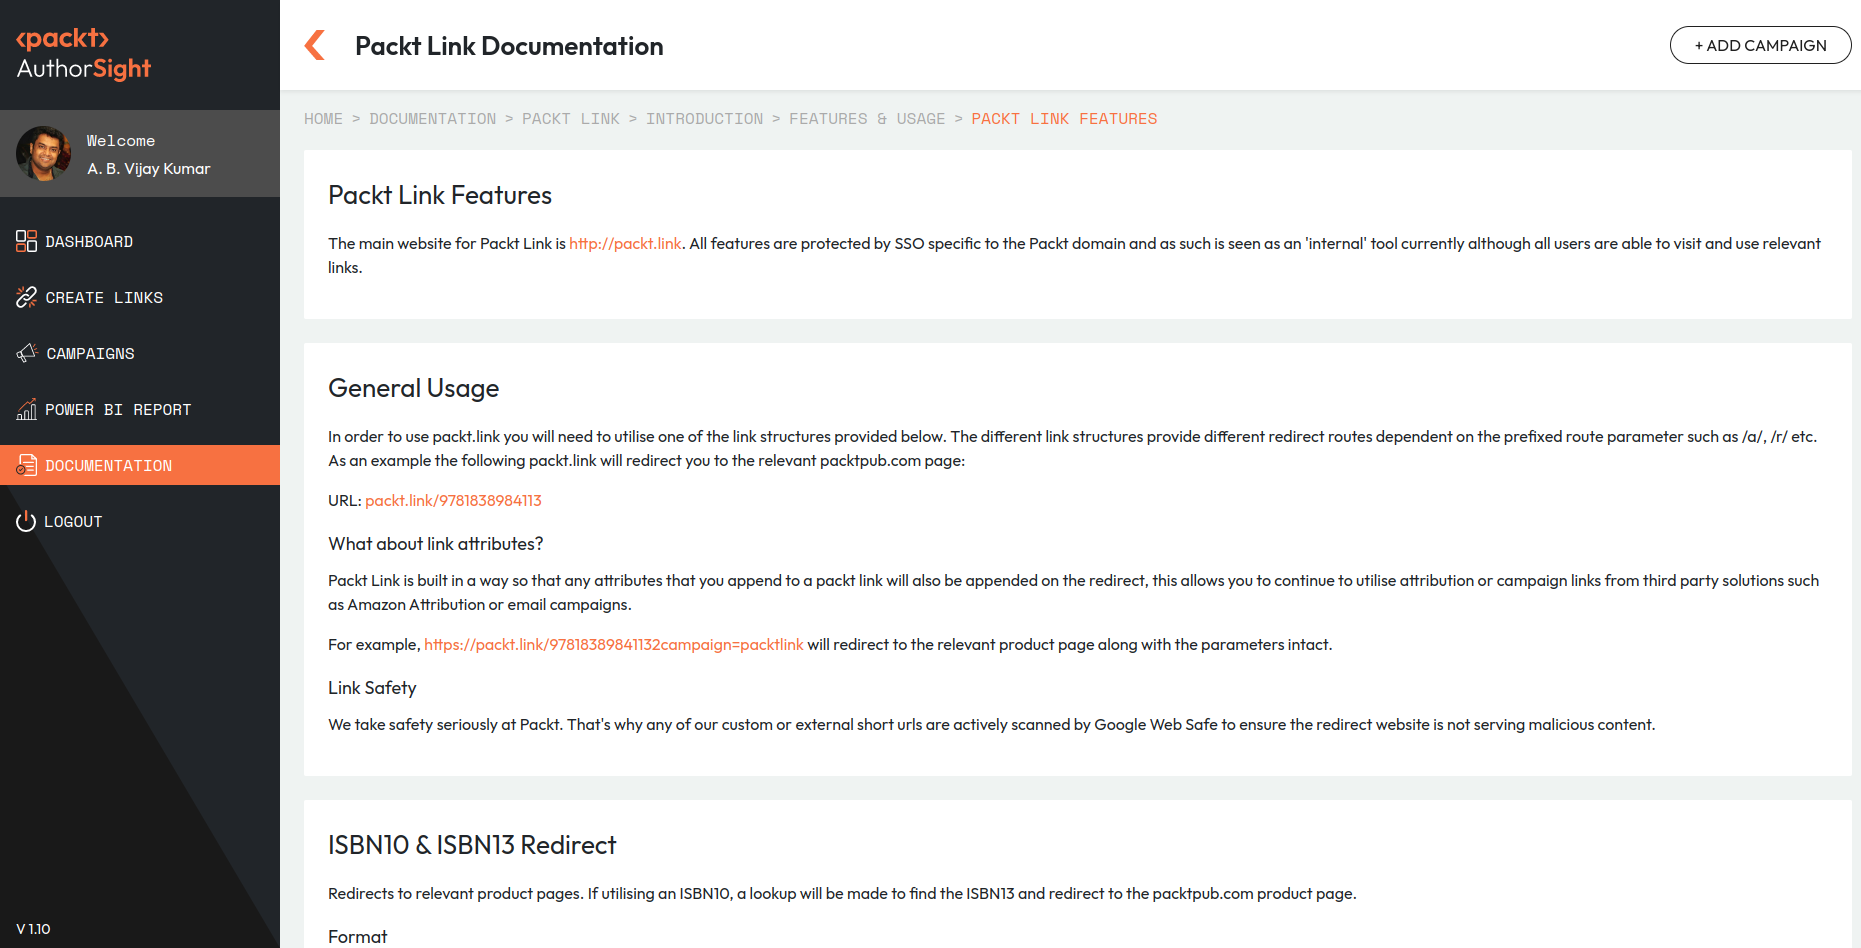 <packt>
AuthorSight
Welcome
A. B. Vijay Kumar
DASHBOARD
CREATE LINKS
CAMPAIGNS
POWER BI REPORT
DOCUMENTATION
LOGOUT
V 1.10
Packt Link Documentation
+ ADD CAMPAIGN
HOME > DOCUMENTATION > PACKT LINK > INTRODUCTION > FEATURES & USAGE > PACKT LINK FEATURES
Packt Link Features
The main website for Packt Link is http://packt.link. All features are protected by SSO specific to the Packt domain and as such is seen as an 'internal' tool currently although all users are able to visit and use relevant
links.
General Usage
In order to use packt.link you will need to utilise one of the link structures provided below. The different link structures provide different redirect routes dependent on the prefixed route parameter such as /a/, /r/ etc.
As an example the following packt.link will redirect you to the relevant packtpub.com page:
URL: packt.link/9781838984113
What about link attributes?
Packt Link is built in a way so that any attributes that you append to a packt link will also be appended on the redirect, this allows you to continue to utilise attribution or campaign links from third party solutions such
as Amazon Attribution or email campaigns.
For example, https://packt.link/97818389841132campaign=packtlink will redirect to the relevant product page along with the parameters intact.
Link Safety
We take safety seriously at Packt. That's why any of our custom or external short urls are actively scanned by Google Web Safe to ensure the redirect website is not serving malicious content.
ISBN10 & ISBN13 Redirect
Redirects to relevant product pages. If utilising an ISBN10, a lookup will be made to find the ISBN13 and redirect to the packtpub.com product page.
Format